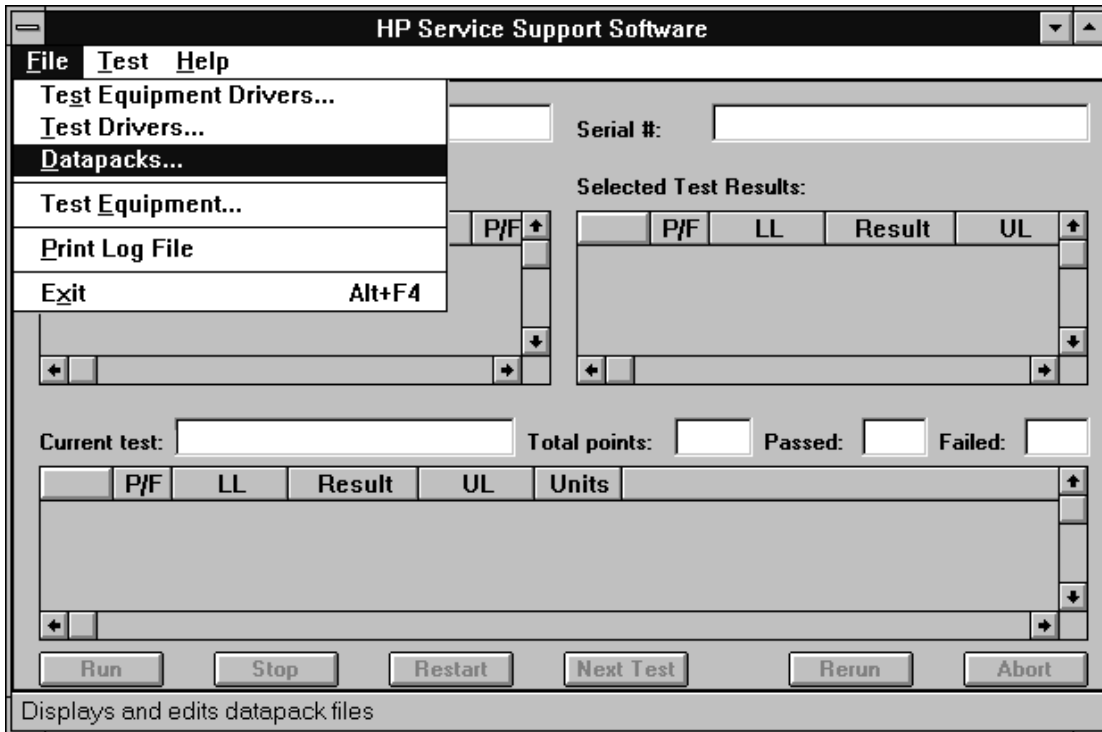 HP Service Support Software
File Test Help
Test Equipment Drivers...
Test Drivers...
Datapacks...
Test Equipment...
Print Log File
Exit Alt+F4
Serial #:
Selected Test Results:
P/F
P/F LL Result UL
Current test: Total points: Passed: Failed:
P/F LL Result UL Units
Run Stop Restart Next Test Rerun Abort
Displays and edits datapack files